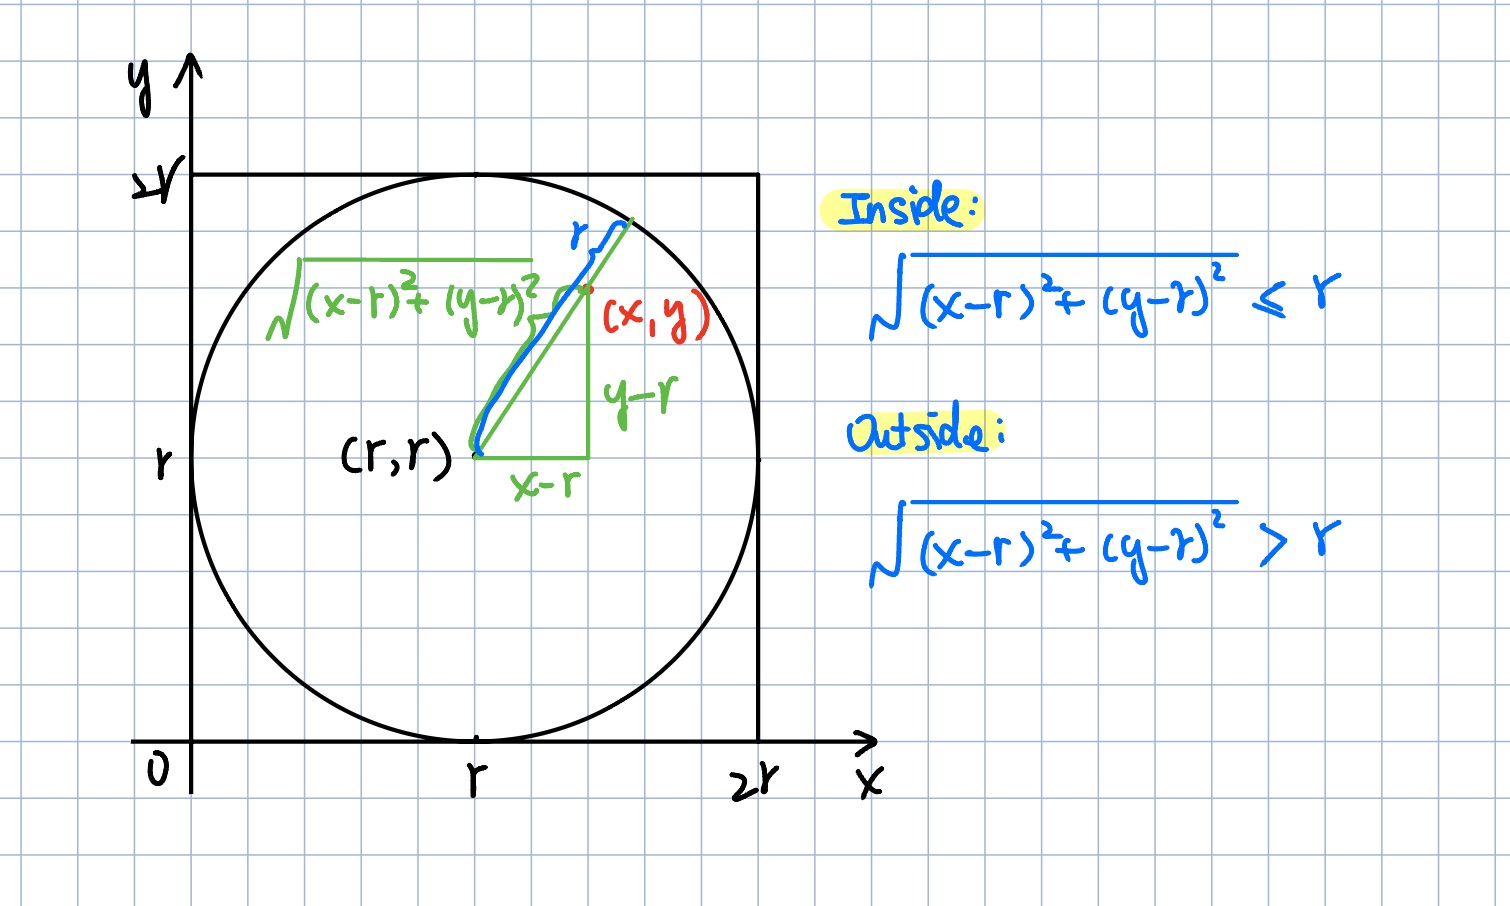 y
2r
Inside:
r
√((x-r)²+(y-r)²)
√((x-r)²+(y-r)²) ≤ r
(x,y)
y-r
Outside:
r
(r,r)
x-r
√((x-r)²+(y-r)²) > r
0
r
2r
x